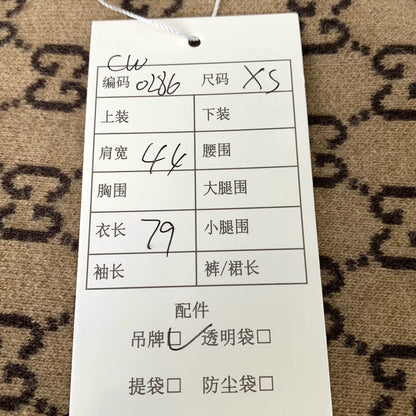 CW
编码 0286 尺码 XS
上装 下装
肩宽 44 腰围
胸围 大腿围
衣长 79 小腿围
袖长 裤/裙长
配件
吊牌☑ 透明袋□
提袋□ 防尘袋□